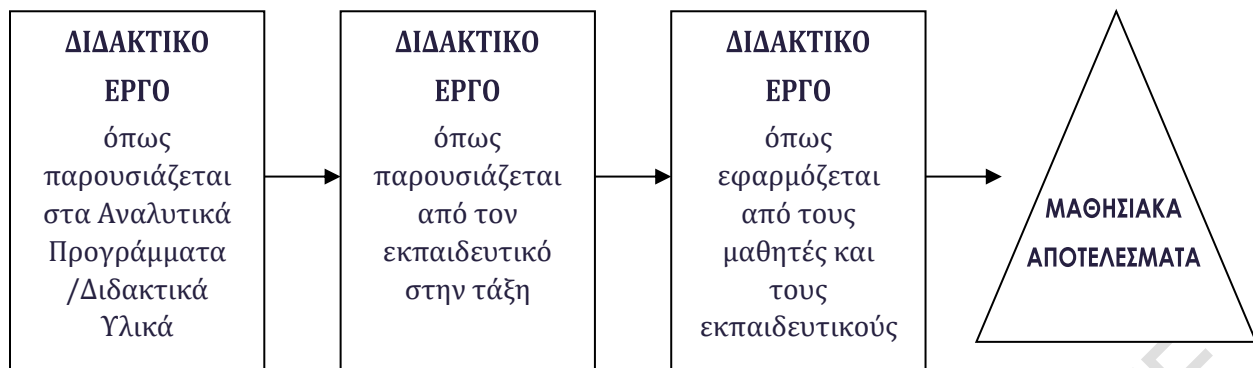 ΔΙΔΑΚΤΙΚΟ
ΕΡΓΟ
όπως
παρουσιάζεται
στα Αναλυτικά
Προγράμματα
/Διδακτικά
Υλικά
ΔΙΔΑΚΤΙΚΟ
ΕΡΓΟ
όπως
παρουσιάζεται
από τον
εκπαιδευτικό
στην τάξη
ΔΙΔΑΚΤΙΚΟ
ΕΡΓΟ
όπως
εφαρμόζεται
από τους
μαθητές και
τους
εκπαιδευτικούς
ΜΑΘΗΣΙΑΚΑ
ΑΠΟΤΕΛΕΣΜΑΤΑ